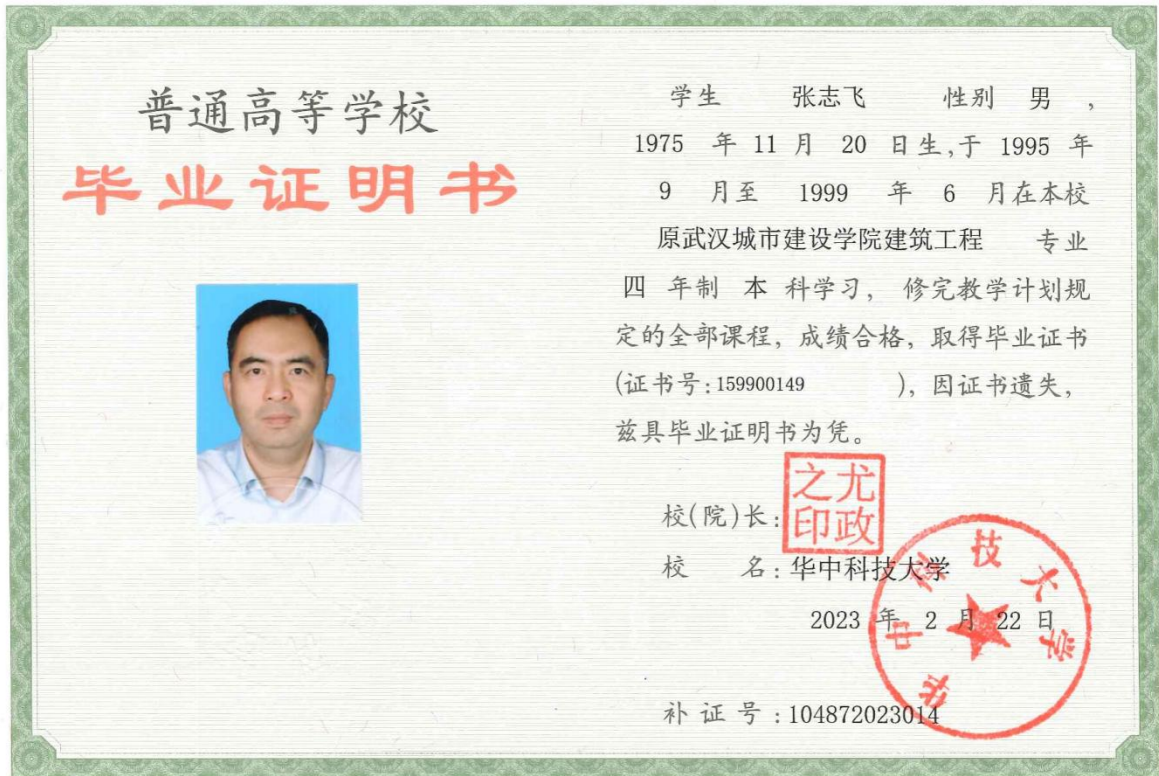 普通高等学校
毕业证明书
学生 张志飞 性别 男 ,
1975 年 11 月 20 日生,于 1995 年
9 月至 1999 年 6 月在本校
原武汉城市建设学院建筑工程 专业
四 年制 本 科学习, 修完教学计划规
定的全部课程, 成绩合格, 取得毕业证书
(证书号:159900149 ), 因证书遗失,
兹具毕业证明书为凭。
校(院)长:
尤政之印
校 名:华中科技大学
2023 年 2 月 22 日
华中科技大学
补 证 号:104872023014